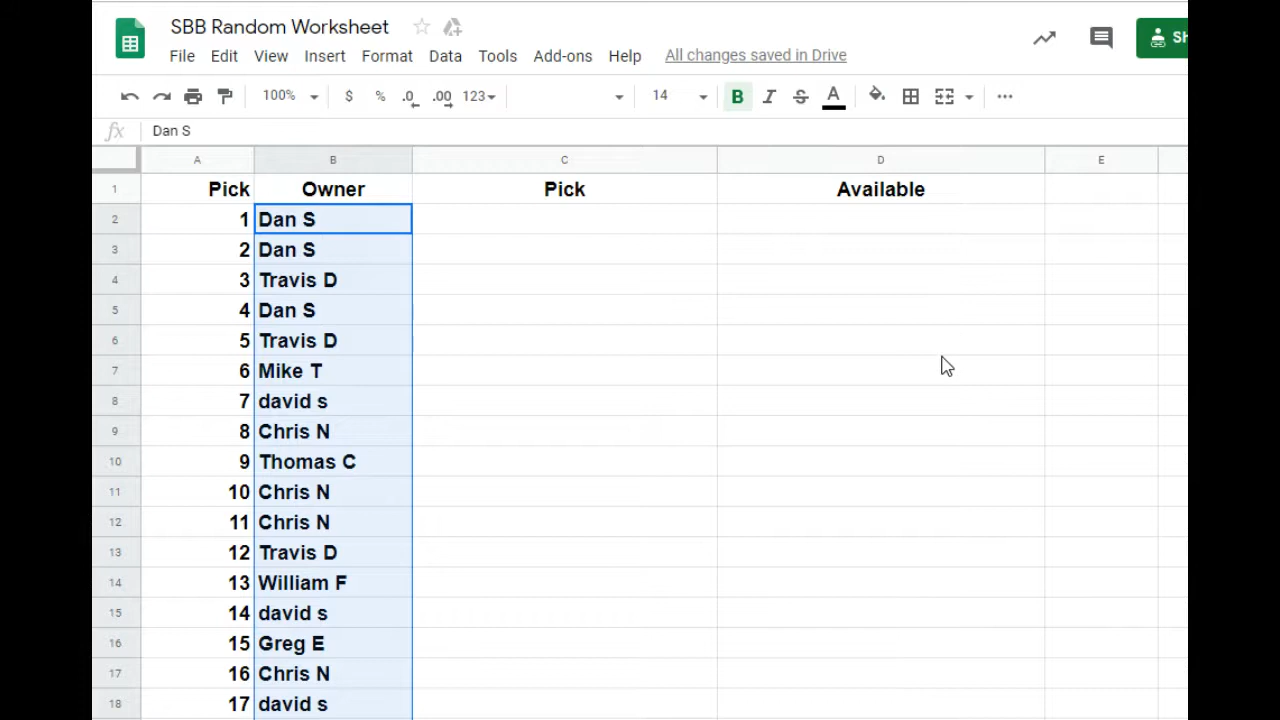 SBB Random Worksheet
File Edit View Insert Format Data Tools Add-ons Help All changes saved in Drive
100% $ % .0 .00 123 14 B I S A
fx Dan S
A B C D E
1 Pick Owner Pick Available
2 1 Dan S
3 2 Dan S
4 3 Travis D
5 4 Dan S
6 5 Travis D
7 6 Mike T
8 7 david s
9 8 Chris N
10 9 Thomas C
11 10 Chris N
12 11 Chris N
13 12 Travis D
14 13 William F
15 14 david s
16 15 Greg E
17 16 Chris N
18 17 david s